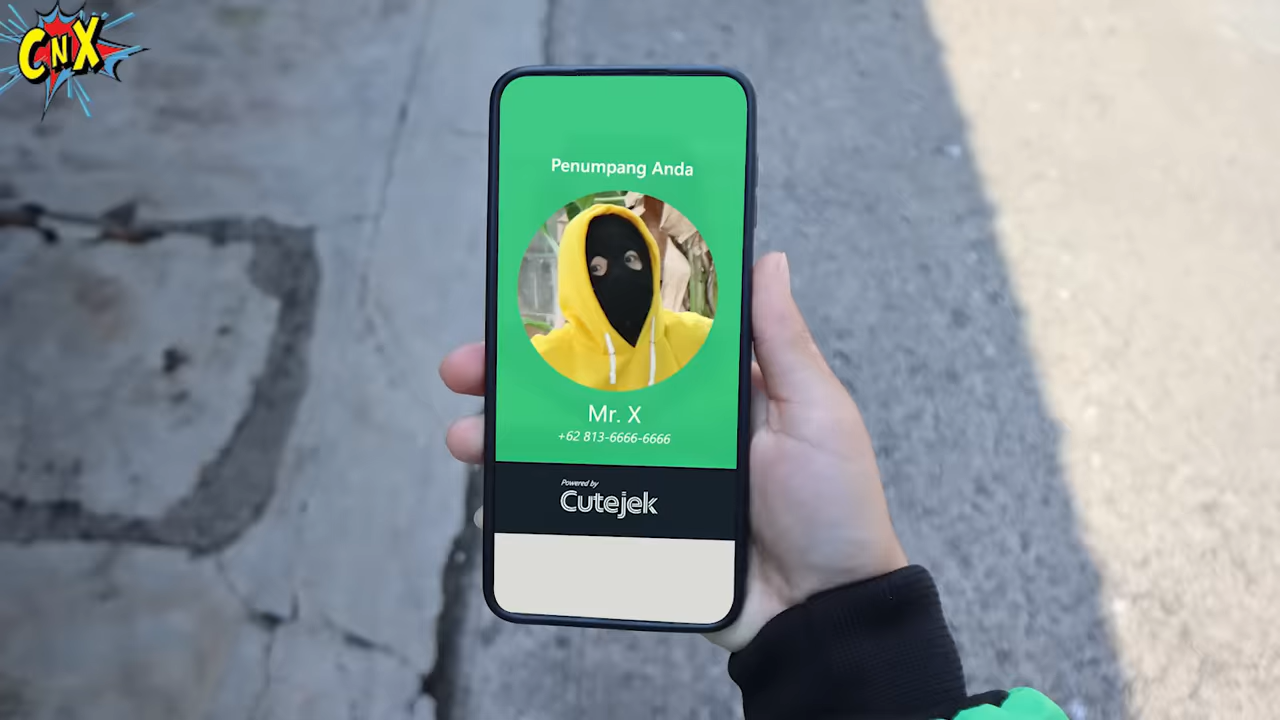 CNX
Penumpang Anda
Mr. X
+62 813-6666-6666
Powered by
Cutejek